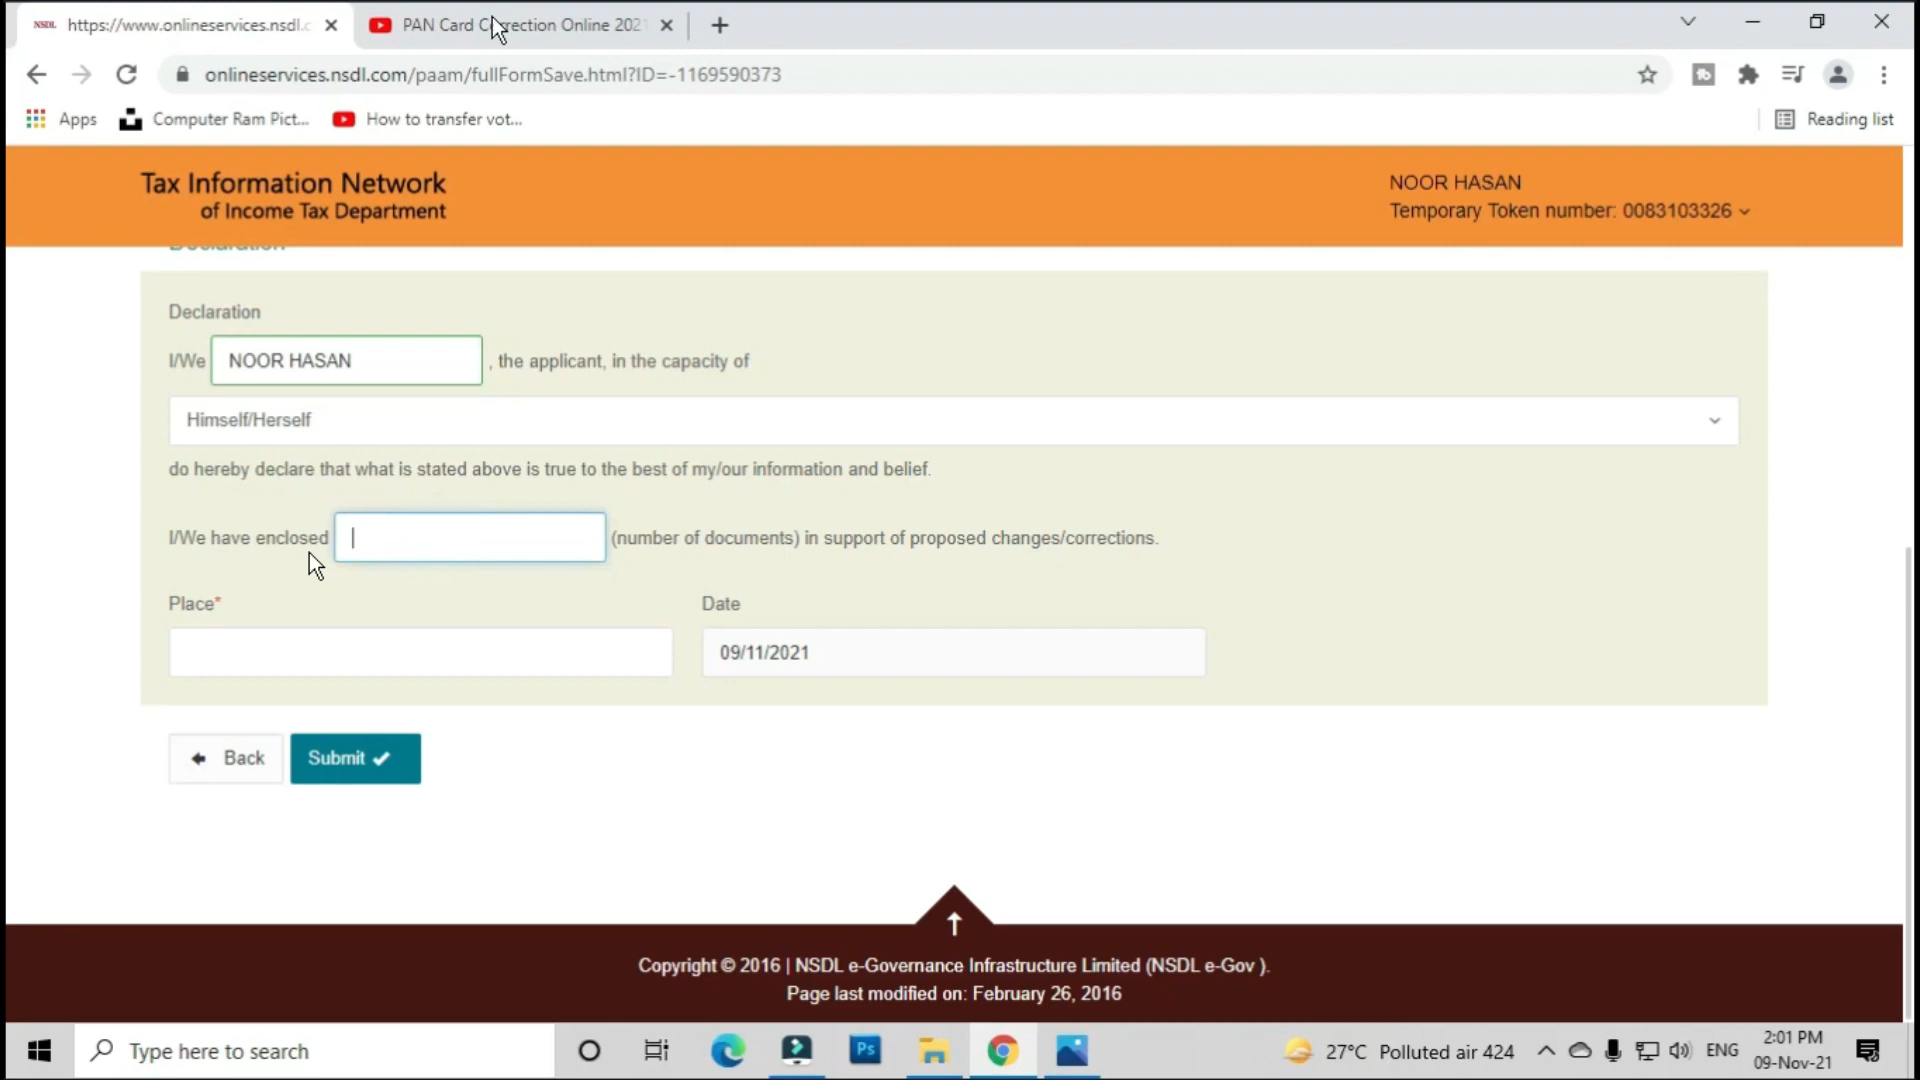 NSDL https://www.onlineservices.nsdl.c
PAN Card Correction Online 202
onlineservices.nsdl.com/paam/fullFormSave.html?ID=-1169590373
Apps
Computer Ram Pict...
How to transfer vot...
Reading list
Tax Information Network
of Income Tax Department
NOOR HASAN
Temporary Token number: 0083103326
Declaration
Declaration
I/We NOOR HASAN , the applicant, in the capacity of
Himself/Herself
do hereby declare that what is stated above is true to the best of my/our information and belief.
I/We have enclosed (number of documents) in support of proposed changes/corrections.
Place* Date
09/11/2021
Back Submit
Copyright © 2016 | NSDL e-Governance Infrastructure Limited (NSDL e-Gov ).
Page last modified on: February 26, 2016
Type here to search
Ps
27°C Polluted air 424
ENG
2:01 PM
09-Nov-21